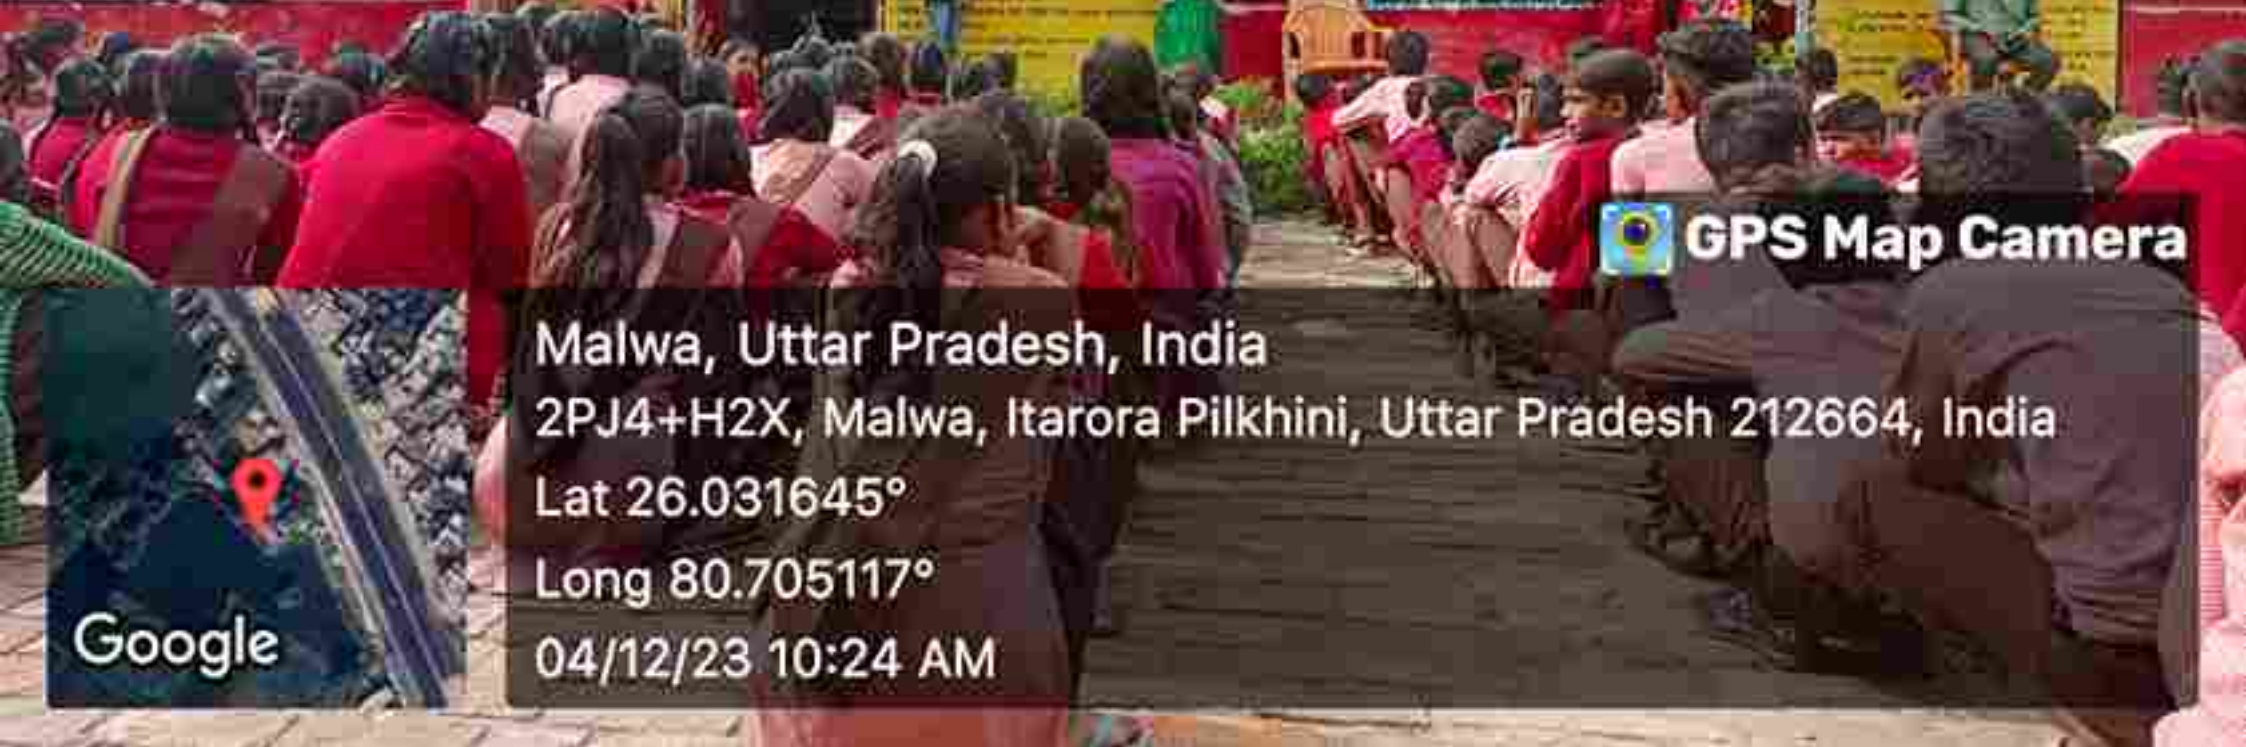 GPS Map Camera
Malwa, Uttar Pradesh, India
2PJ4+H2X, Malwa, Itarora Pilkhini, Uttar Pradesh 212664, India
Lat 26.031645°
Long 80.705117°
04/12/23 10:24 AM
Google